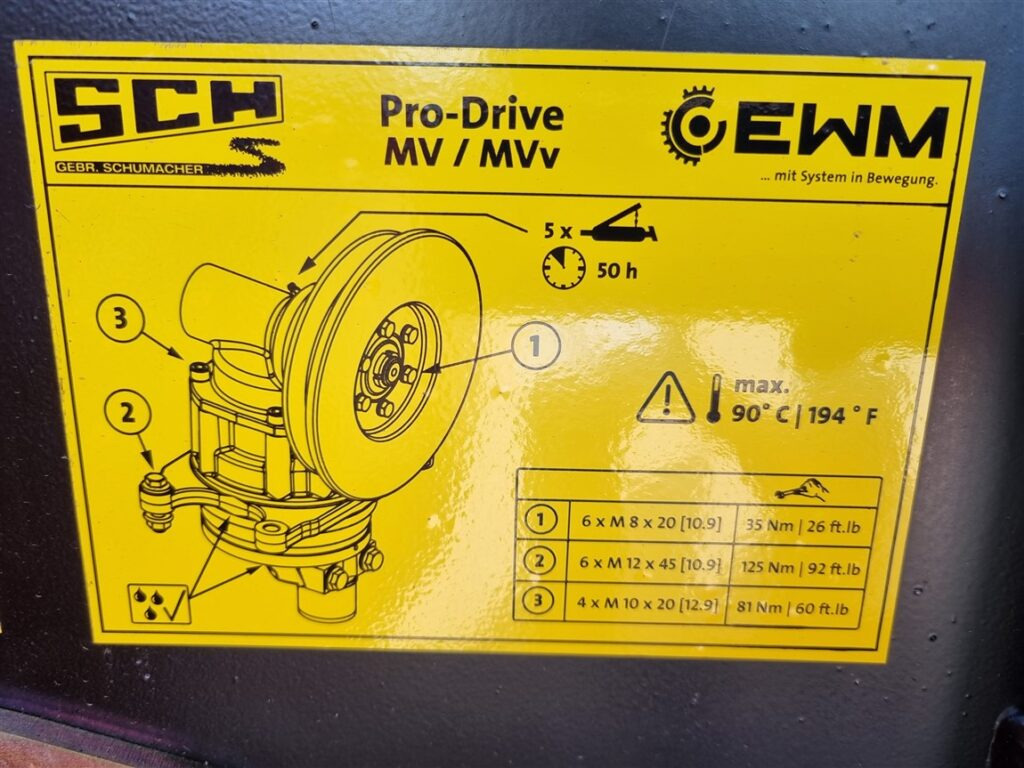 SCH
S
GEBR. SCHUMACHER
Pro-Drive
MV / MVv
EWM
... mit System in Bewegung.
5 x
50 h
3
1
2
max.
90° C | 194 ° F
1 6 x M 8 x 20 [10.9] 35 Nm | 26 ft.lb
2 6 x M 12 x 45 [10.9] 125 Nm | 92 ft.lb
3 4 x M 10 x 20 [12.9] 81 Nm | 60 ft.lb